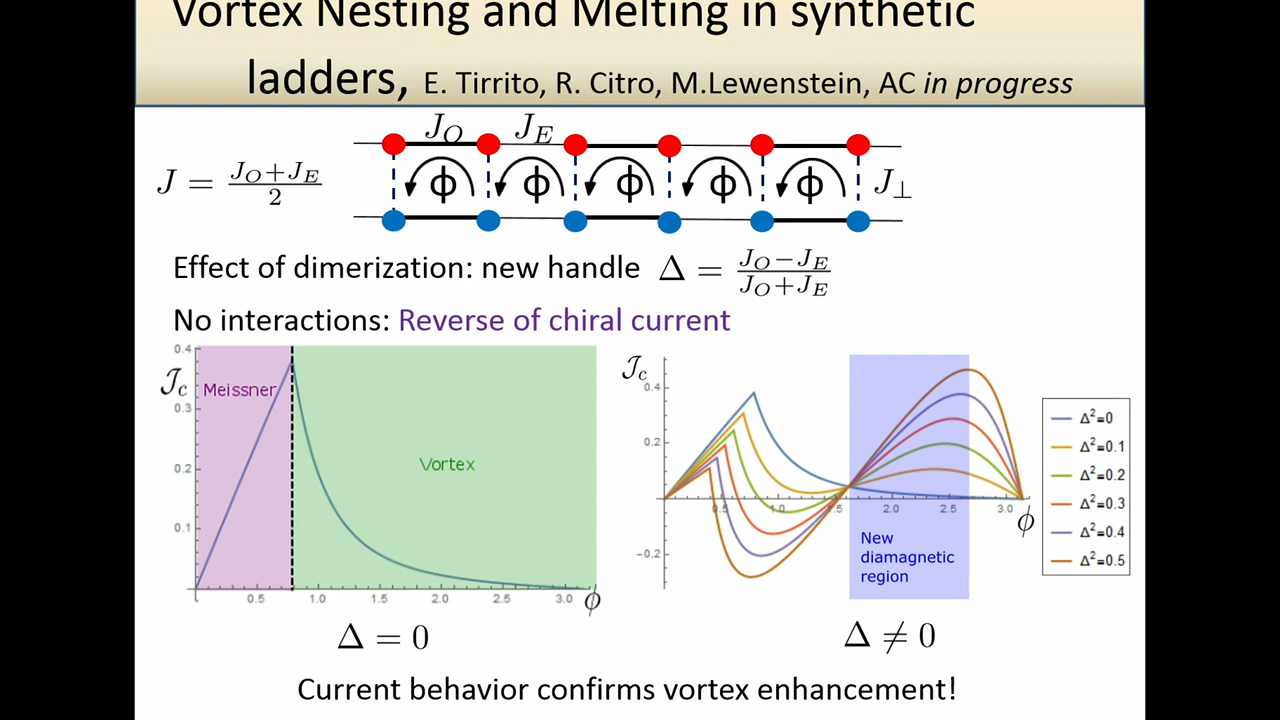 Vortex Nesting and Melting in synthetic
ladders, E. Tirrito, R. Citro, M.Lewenstein, AC in progress
J_O J_E
J = \frac{J_O+J_E}{2}
ϕ ϕ ϕ ϕ ϕ J_⊥
Effect of dimerization: new handle Δ = \frac{J_O-J_E}{J_O+J_E}
No interactions: Reverse of chiral current
0.4
𝒥_c
Meissner
0.3
0.2
Vortex
0.1
0.5 1.0 1.5 2.0 2.5 3.0 ϕ
Δ = 0
𝒥_c
0.4
0.2
-0.2
0.5 1.0 1.5 2.0 2.5 3.0 ϕ
New
diamagnetic
region
Δ²=0
Δ²=0.1
Δ²=0.2
Δ²=0.3
Δ²=0.4
Δ²=0.5
Δ ≠ 0
Current behavior confirms vortex enhancement!